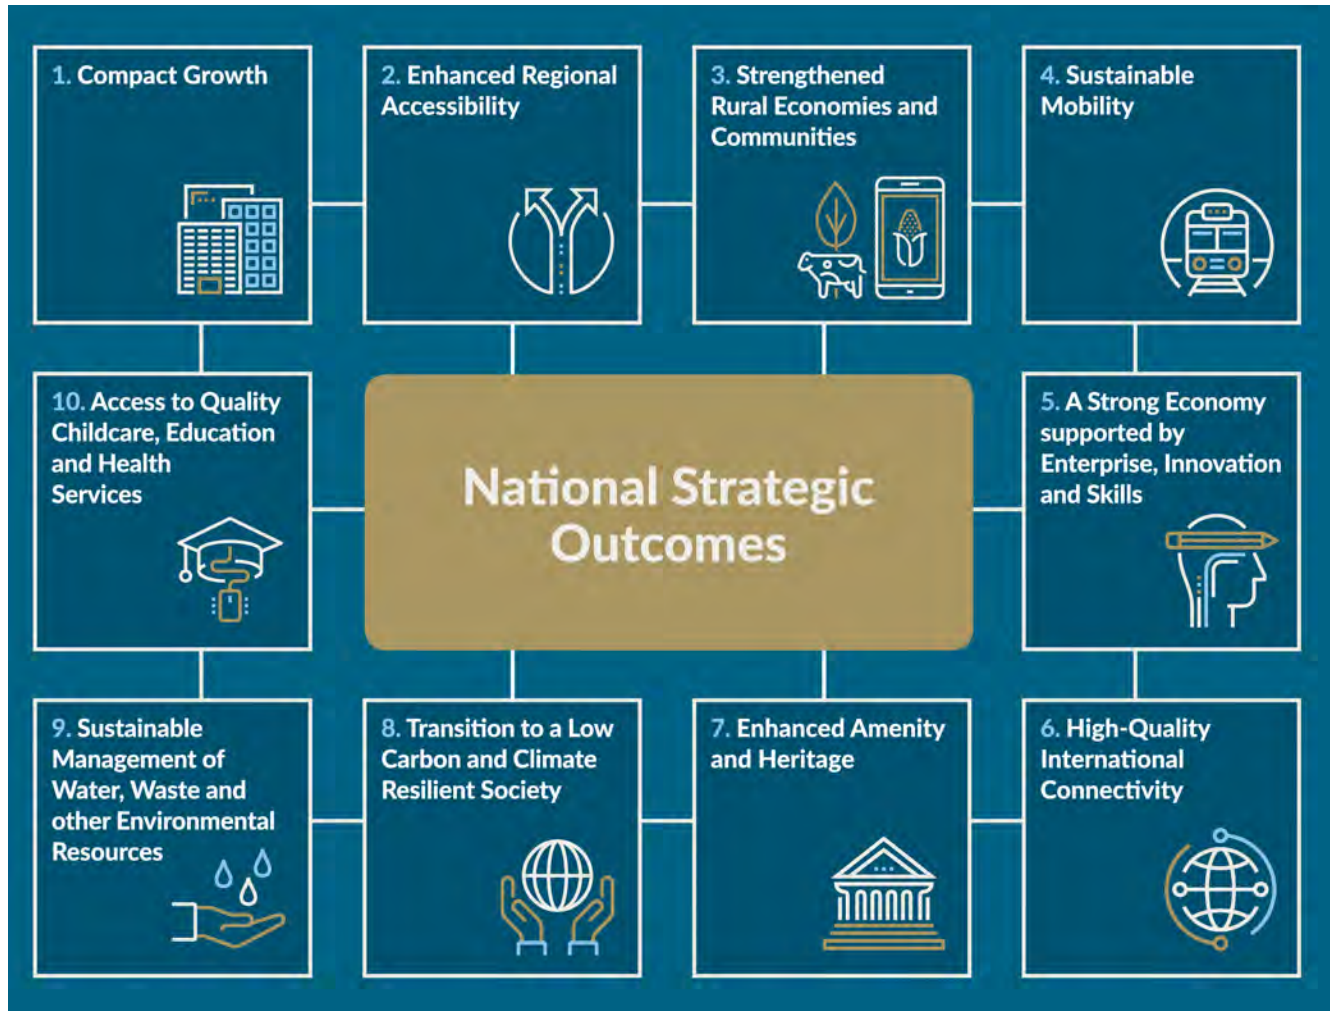 1. Compact Growth
2. Enhanced Regional
Accessibility
3. Strengthened
Rural Economies and
Communities
4. Sustainable
Mobility
10. Access to Quality
Childcare, Education
and Health
Services
National Strategic
Outcomes
5. A Strong Economy
supported by
Enterprise, Innovation
and Skills
9. Sustainable
Management of
Water, Waste and
other Environmental
Resources
8. Transition to a Low
Carbon and Climate
Resilient Society
7. Enhanced Amenity
and Heritage
6. High-Quality
International
Connectivity